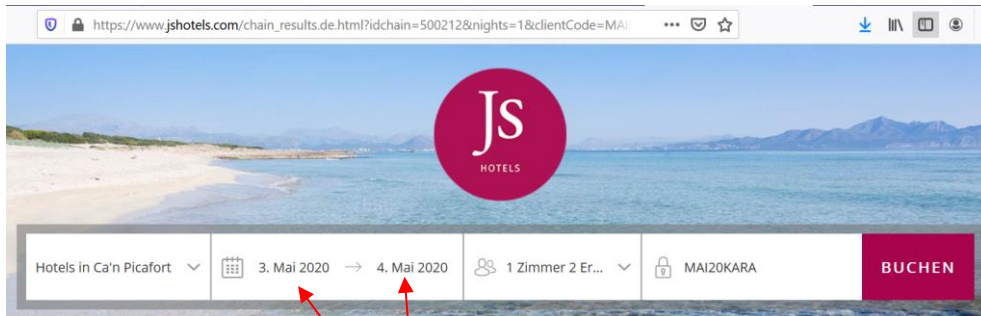 https://www.jshotels.com/chain_results.de.html?idchain=500212&nights=1&clientCode=MAI
JS
HOTELS
Hotels in Ca'n Picafort 3. Mai 2020 → 4. Mai 2020 1 Zimmer 2 Er... MAI20KARA BUCHEN